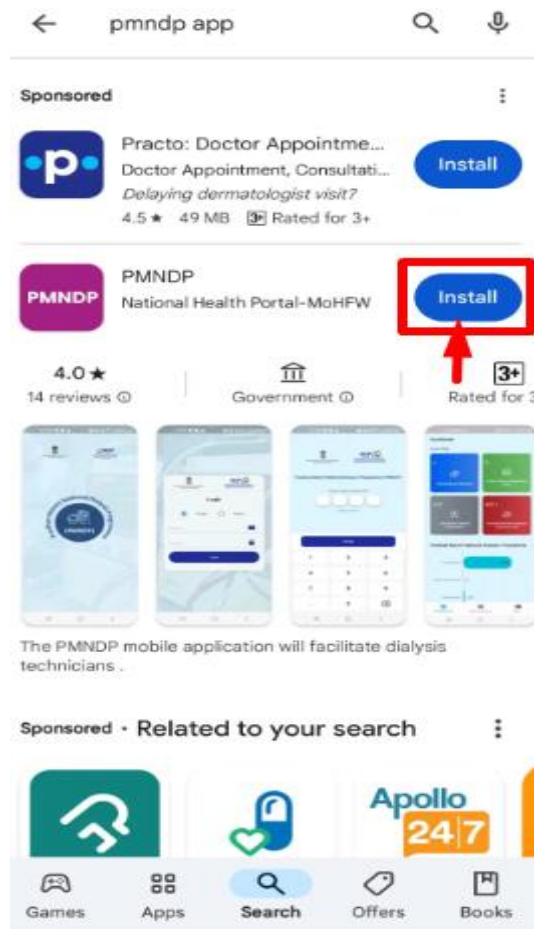 pmndp app
Sponsored
Practo: Doctor Appointme...
Doctor Appointment, Consultati...
Delaying dermatologist visit?
4.5 ★ 49 MB 3+ Rated for 3+
Install
p
PMNDP
PMNDP
National Health Portal-MoHFW
Install
4.0 ★
14 reviews
Government
3+
Rated for 3
The PMNDP mobile application will facilitate dialysis
technicians .
Sponsored · Related to your search
Apollo
24|7
Games
Apps
Search
Offers
Books